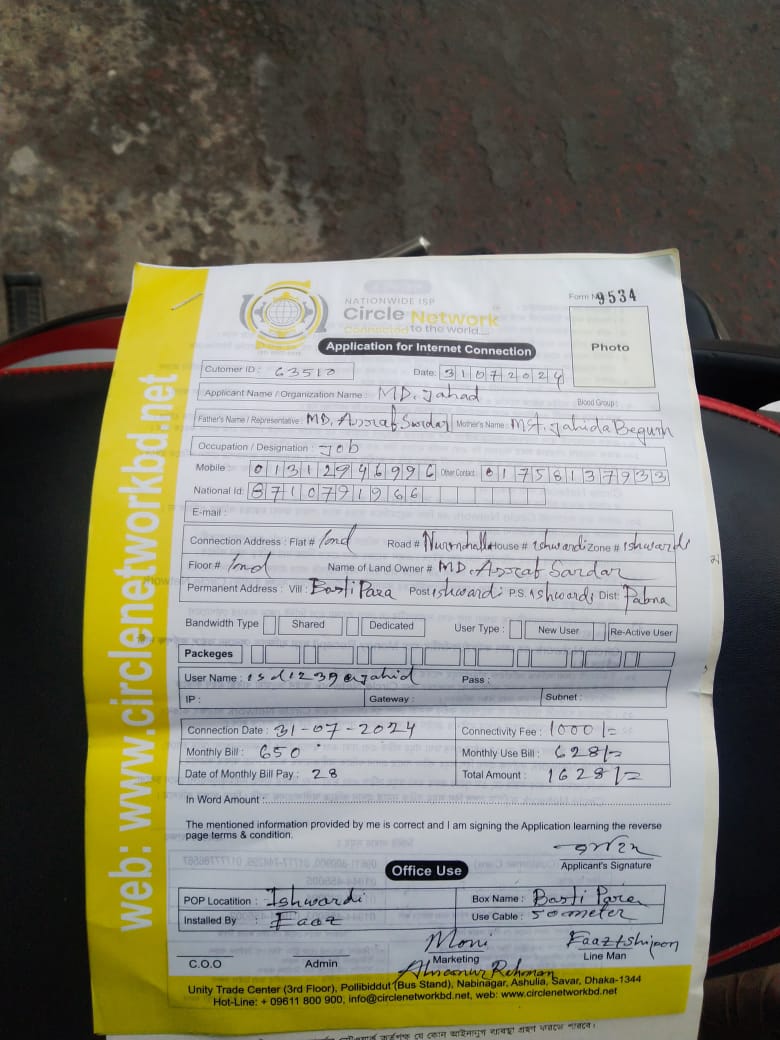 web: www.circlenetworkbd.net
NATIONWIDE ISP
Circle Network
Connected to the world....
Form No 9534
Application for Internet Connection
Photo
Cutomer ID : 63510 Date: 31072024
Applicant Name / Organization Name : MD. Jahad Blood Group :
Father's Name / Representative : MD. Assraf Sardar Mother's Name : Mst. Jahida Begum
Occupation / Designation : Job
Mobile : 01312946996 Other Contact : 01758137933
National Id : 8710791966
E-mail :
Connection Address : Flat # Road # House # ishwardi Zone # ishwardi
Floor # Name of Land Owner # MD. Assraf Sardar
Permanent Address : Vill : Basti Para Post ishwardi P.S. ishwardi Dist: Pabna
Bandwidth Type Shared Dedicated User Type : New User Re-Active User
Packeges
User Name : Pass :
IP : Gateway : Subnet :
Connection Date : 31-07-2024 Connectivity Fee : 1000/=
Monthly Bill : 650 Monthly Use Bill : 628/=
Date of Monthly Bill Pay : 28 Total Amount : 1628/=
In Word Amount :
The mentioned information provided by me is correct and I am signing the Application learning the reverse
page terms & condition.
Applicant's Signature
Office Use
POP Locatition : Ishwardi Box Name : Basti Para
Installed By : Faaz Use Cable : 50 meter
Moni Faaz+Shipon
C.O.O Admin Marketing Line Man
Unity Trade Center (3rd Floor), Pollibiddut (Bus Stand), Nabinagar, Ashulia, Savar, Dhaka-1344
Hot-Line: + 09611 800 900, info@circlenetworkbd.net, web: www.circlenetworkbd.net